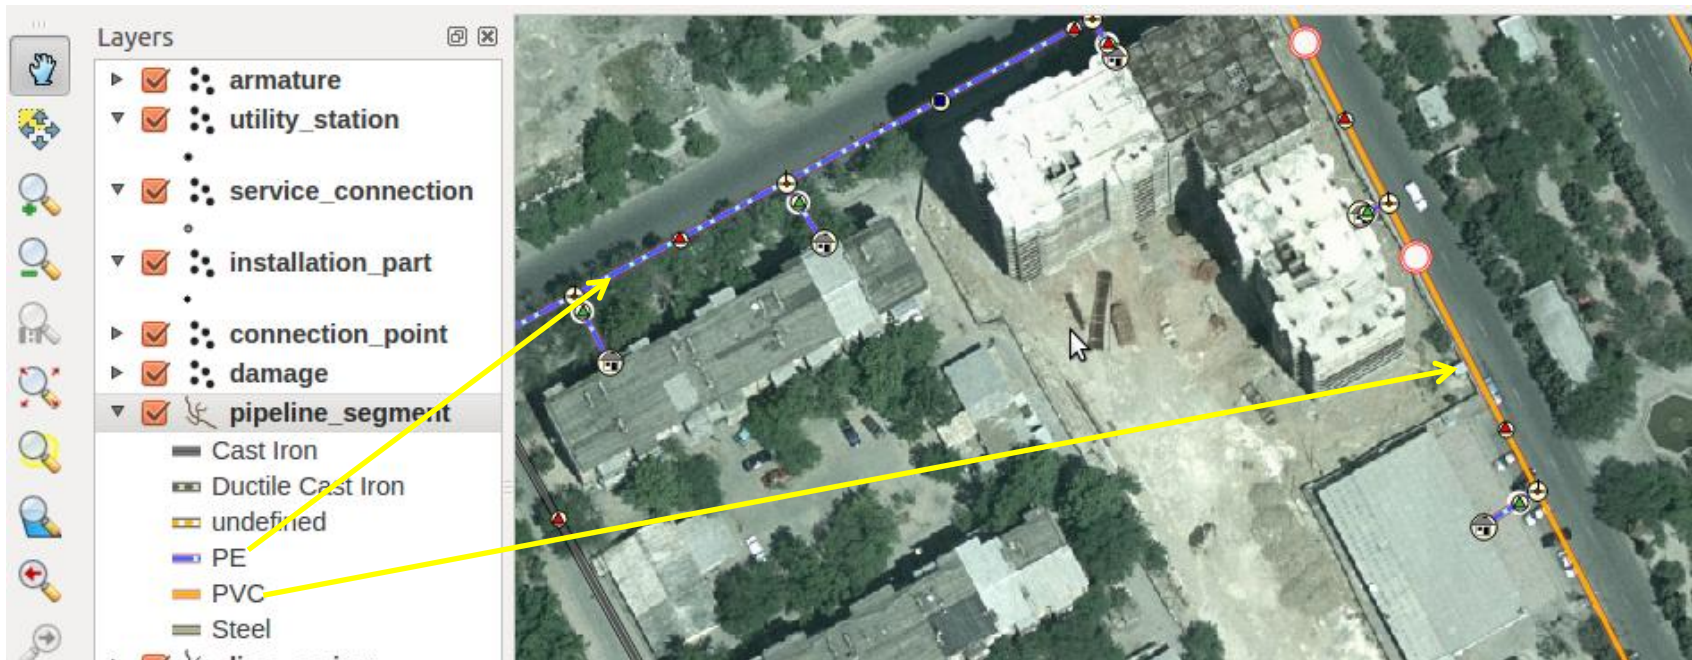 Layers
armature
utility_station
service_connection
installation_part
connection_point
damage
pipeline_segment
Cast Iron
Ductile Cast Iron
undefined
PE
PVC
Steel